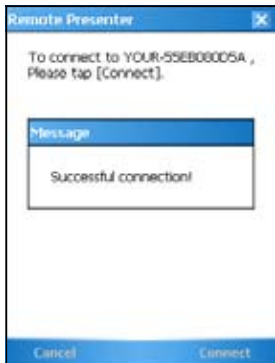 Remote Presenter
To connect to YOUR-55EB080D5A ,
Please tap [Connect].
Message
Successful connection!
Cancel Connect